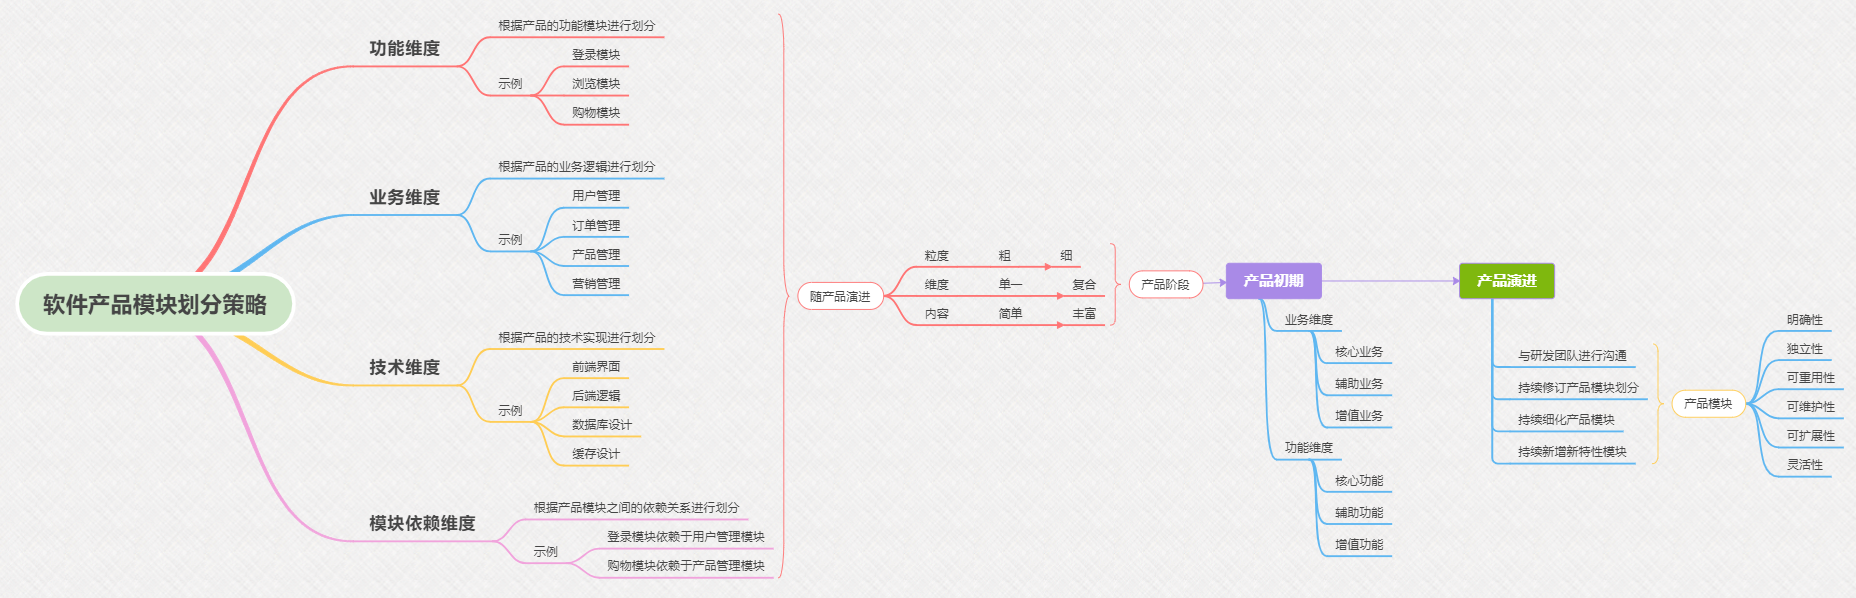 软件产品模块划分策略
功能维度
根据产品的功能模块进行划分
示例
登录模块
浏览模块
购物模块
业务维度
根据产品的业务逻辑进行划分
示例
用户管理
订单管理
产品管理
营销管理
技术维度
根据产品的技术实现进行划分
示例
前端界面
后端逻辑
数据库设计
缓存设计
模块依赖维度
根据产品模块之间的依赖关系进行划分
示例
登录模块依赖于用户管理模块
购物模块依赖于产品管理模块
随产品演进
粒度 粗 细
维度 单一 复合
内容 简单 丰富
产品阶段
产品初期
业务维度
核心业务
辅助业务
增值业务
功能维度
核心功能
辅助功能
增值功能
产品演进
与研发团队进行沟通
持续修订产品模块划分
持续细化产品模块
持续新增新特性模块
产品模块
明确性
独立性
可重用性
可维护性
可扩展性
灵活性